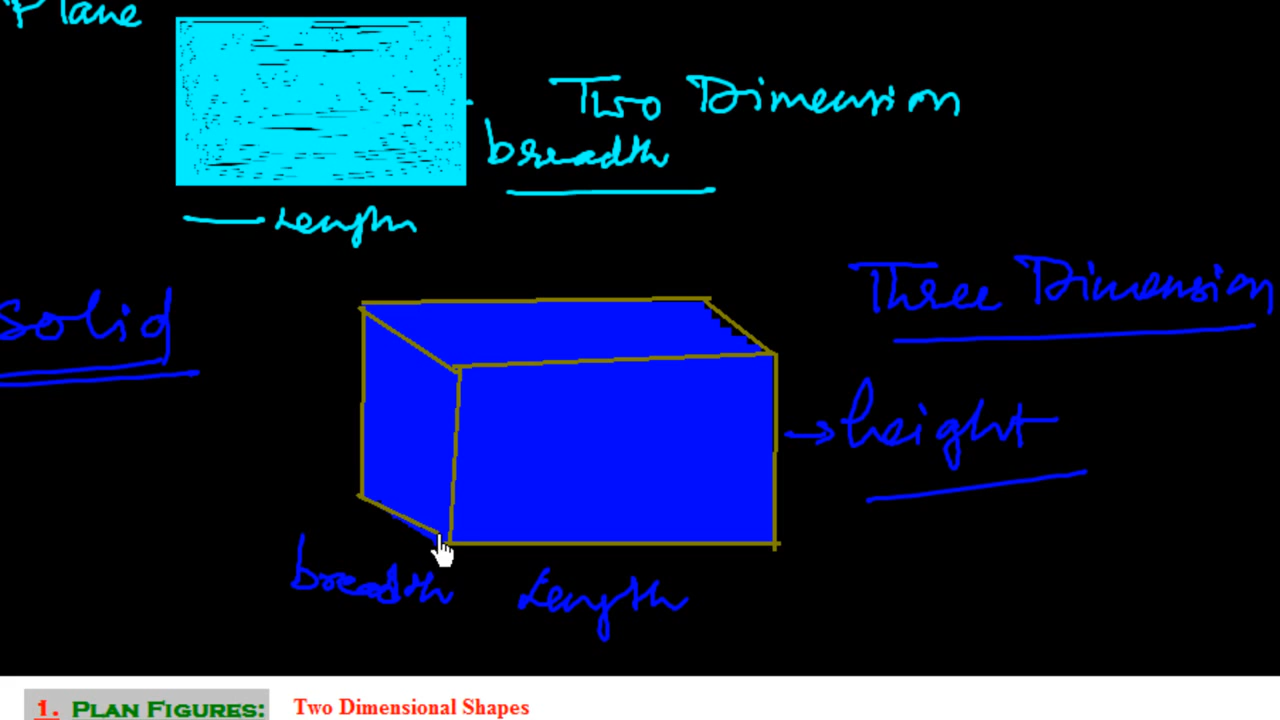 Plane
Two Dimension
breadth
Length
Solid
Three Dimension
height
breadth Length
1. PLAN FIGURES: Two Dimensional Shapes